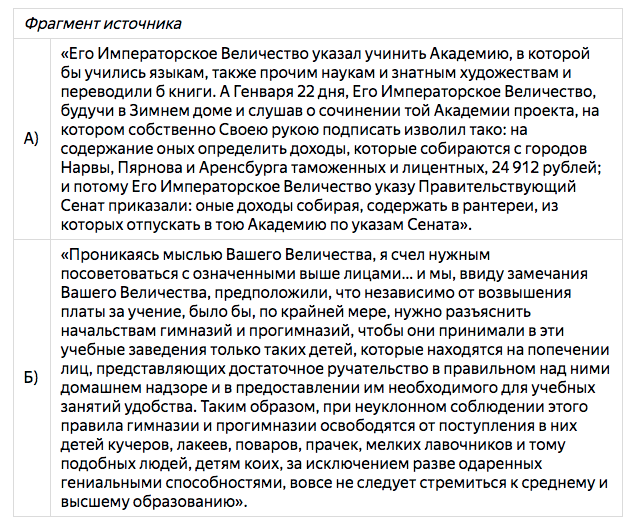 Фрагмент источника
А)
«Его Императорское Величество указал учинить Академию, в которой
бы учились языкам, также прочим наукам и знатным художествам и
переводили б книги. А Генваря 22 дня, Его Императорское Величество,
будучи в Зимнем доме и слушав о сочинении той Академии проекта, на
котором собственно Своею рукою подписать изволил тако: на
содержание оных определить доходы, которые собираются с городов
Нарвы, Пярнова и Аренсбурга таможенных и лицентных, 24 912 рублей;
и потому Его Императорское Величество указу Правительствующий
Сенат приказали: оные доходы собирая, содержать в рантереи, из
которых отпускать в тою Академию по указам Сената».
Б)
«Проникаясь мыслью Вашего Величества, я счел нужным
посоветоваться с означенными выше лицами... и мы, ввиду замечания
Вашего Величества, предположили, что независимо от возвышения
платы за учение, было бы, по крайней мере, нужно разъяснить
начальствам гимназий и прогимназий, чтобы они принимали в эти
учебные заведения только таких детей, которые находятся на попечении
лиц, представляющих достаточное ручательство в правильном над ними
домашнем надзоре и в предоставлении им необходимого для учебных
занятий удобства. Таким образом, при неуклонном соблюдении этого
правила гимназии и прогимназии освободятся от поступления в них
детей кучеров, лакеев, поваров, прачек, мелких лавочников и тому
подобных людей, детям коих, за исключением разве одаренных
гениальными способностями, вовсе не следует стремиться к среднему и
высшему образованию».